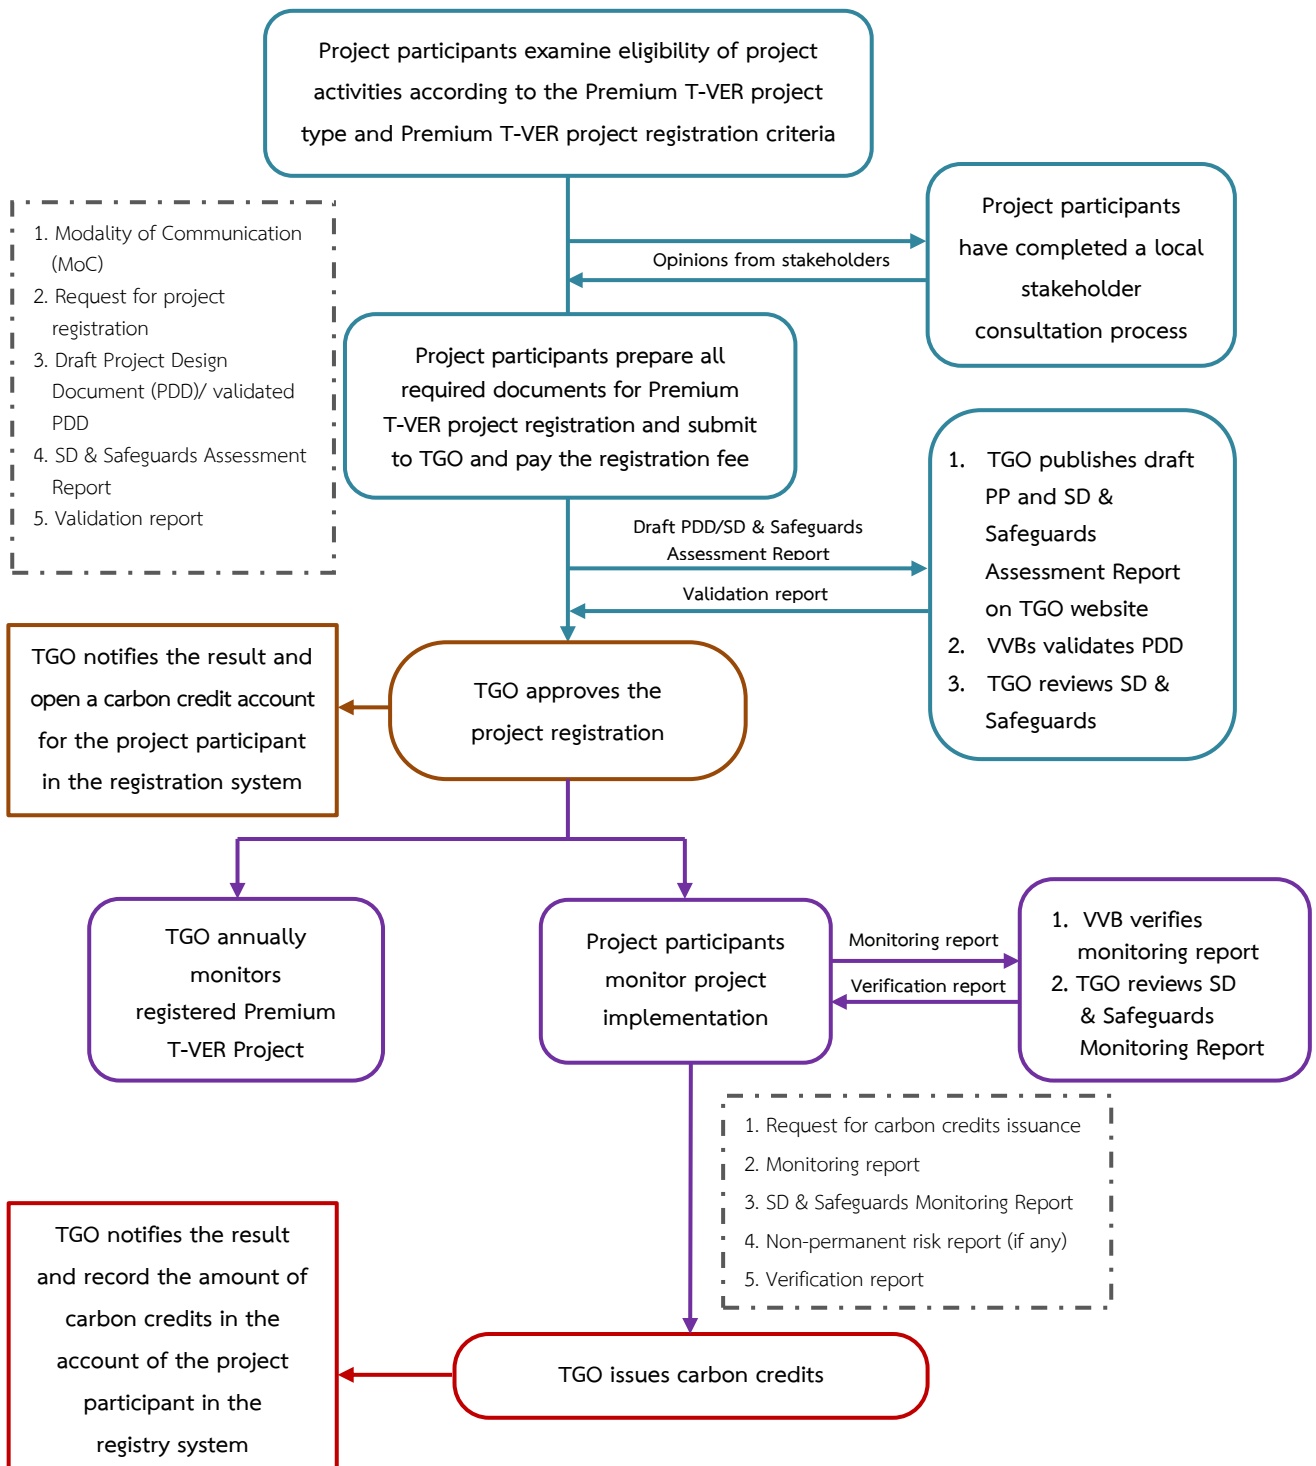 Project participants examine eligibility of project
activities according to the Premium T-VER project
type and Premium T-VER project registration criteria
Project participants
have completed a local
stakeholder
consultation process
Opinions from stakeholders
1. Modality of Communication
(MoC)
2. Request for project
registration
3. Draft Project Design
Document (PDD)/ validated
PDD
4. SD & Safeguards Assessment
Report
5. Validation report
Project participants prepare all
required documents for Premium
T-VER project registration and submit
to TGO and pay the registration fee
Draft PDD/SD & Safeguards
Assessment Report
Validation report
1. TGO publishes draft
PP and SD &
Safeguards
Assessment Report
on TGO website
2. VVBs validates PDD
3. TGO reviews SD &
Safeguards
TGO approves the
project registration
TGO notifies the result and
open a carbon credit account
for the project participant
in the registration system
TGO annually
monitors
registered Premium
T-VER Project
Project participants
monitor project
implementation
Monitoring report
Verification report
1. VVB verifies
monitoring report
2. TGO reviews SD
& Safeguards
Monitoring Report
1. Request for carbon credits issuance
2. Monitoring report
3. SD & Safeguards Monitoring Report
4. Non-permanent risk report (if any)
5. Verification report
TGO issues carbon credits
TGO notifies the result
and record the amount of
carbon credits in the
account of the project
participant in the
registry system